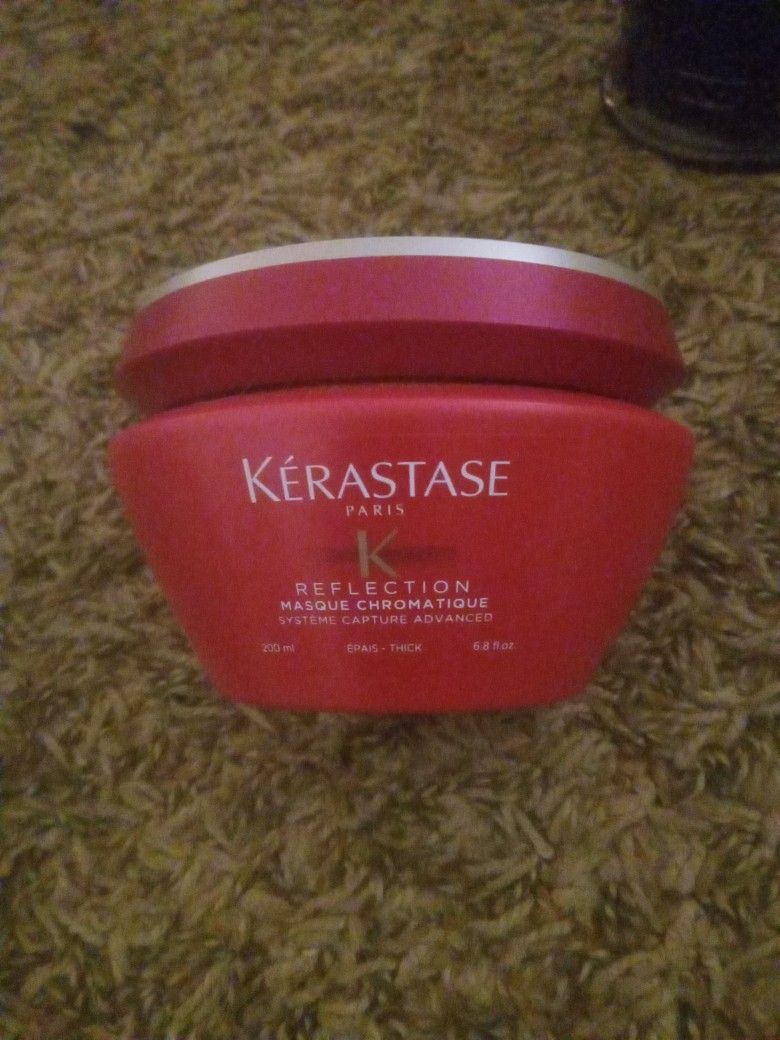 KÉRASTASE
PARIS
K
REFLECTION
MASQUE CHROMATIQUE
SYSTÈME CAPTURE ADVANCED
200 ml ÉPAIS - THICK 6.8 fl.oz.